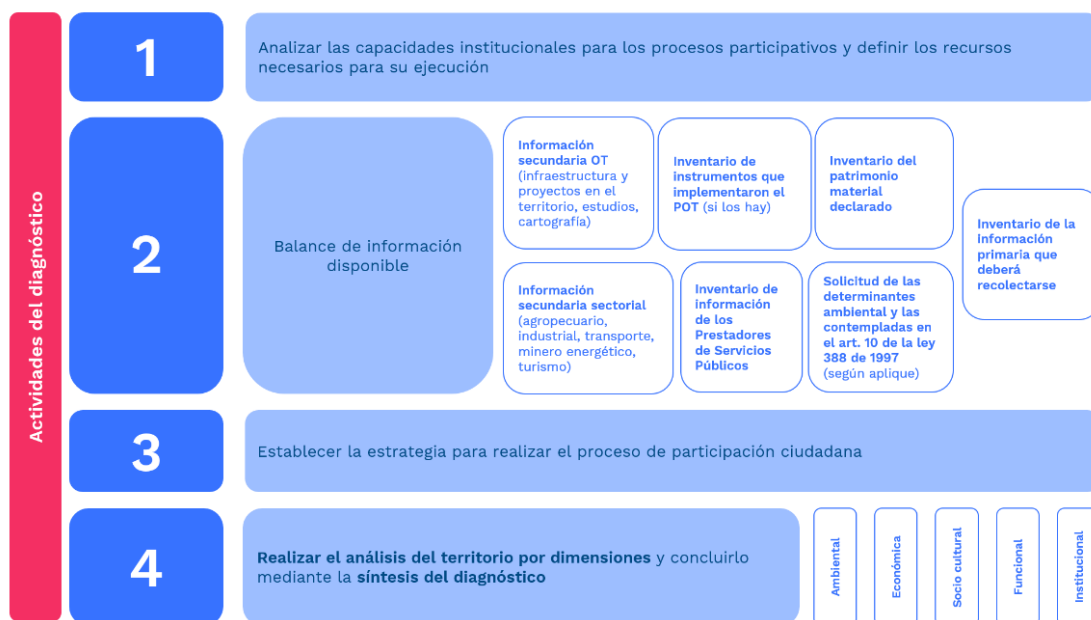 Actividades del diagnóstico
1
Analizar las capacidades institucionales para los procesos participativos y definir los recursos
necesarios para su ejecución
2
Balance de información
disponible
Información
secundaria OT
(infraestructura y
proyectos en el
territorio, estudios,
cartografía)
Inventario de
instrumentos que
implementaron el
POT (si los hay)
Inventario del
patrimonio
material
declarado
Información
secundaria sectorial
(agropecuario,
industrial, transporte,
minero energético,
turismo)
Inventario de
información
de los
Prestadores
de Servicios
Públicos
Solicitud de las
determinantes
ambiental y las
contempladas en
el art. 10 de la ley
388 de 1997
(según aplique)
Inventario de la
información
primaria que
deberá
recolectarse
3
Establecer la estrategia para realizar el proceso de participación ciudadana
4
Realizar el análisis del territorio por dimensiones y concluirlo
mediante la síntesis del diagnóstico
Ambiental
Económica
Socio cultural
Funcional
Institucional